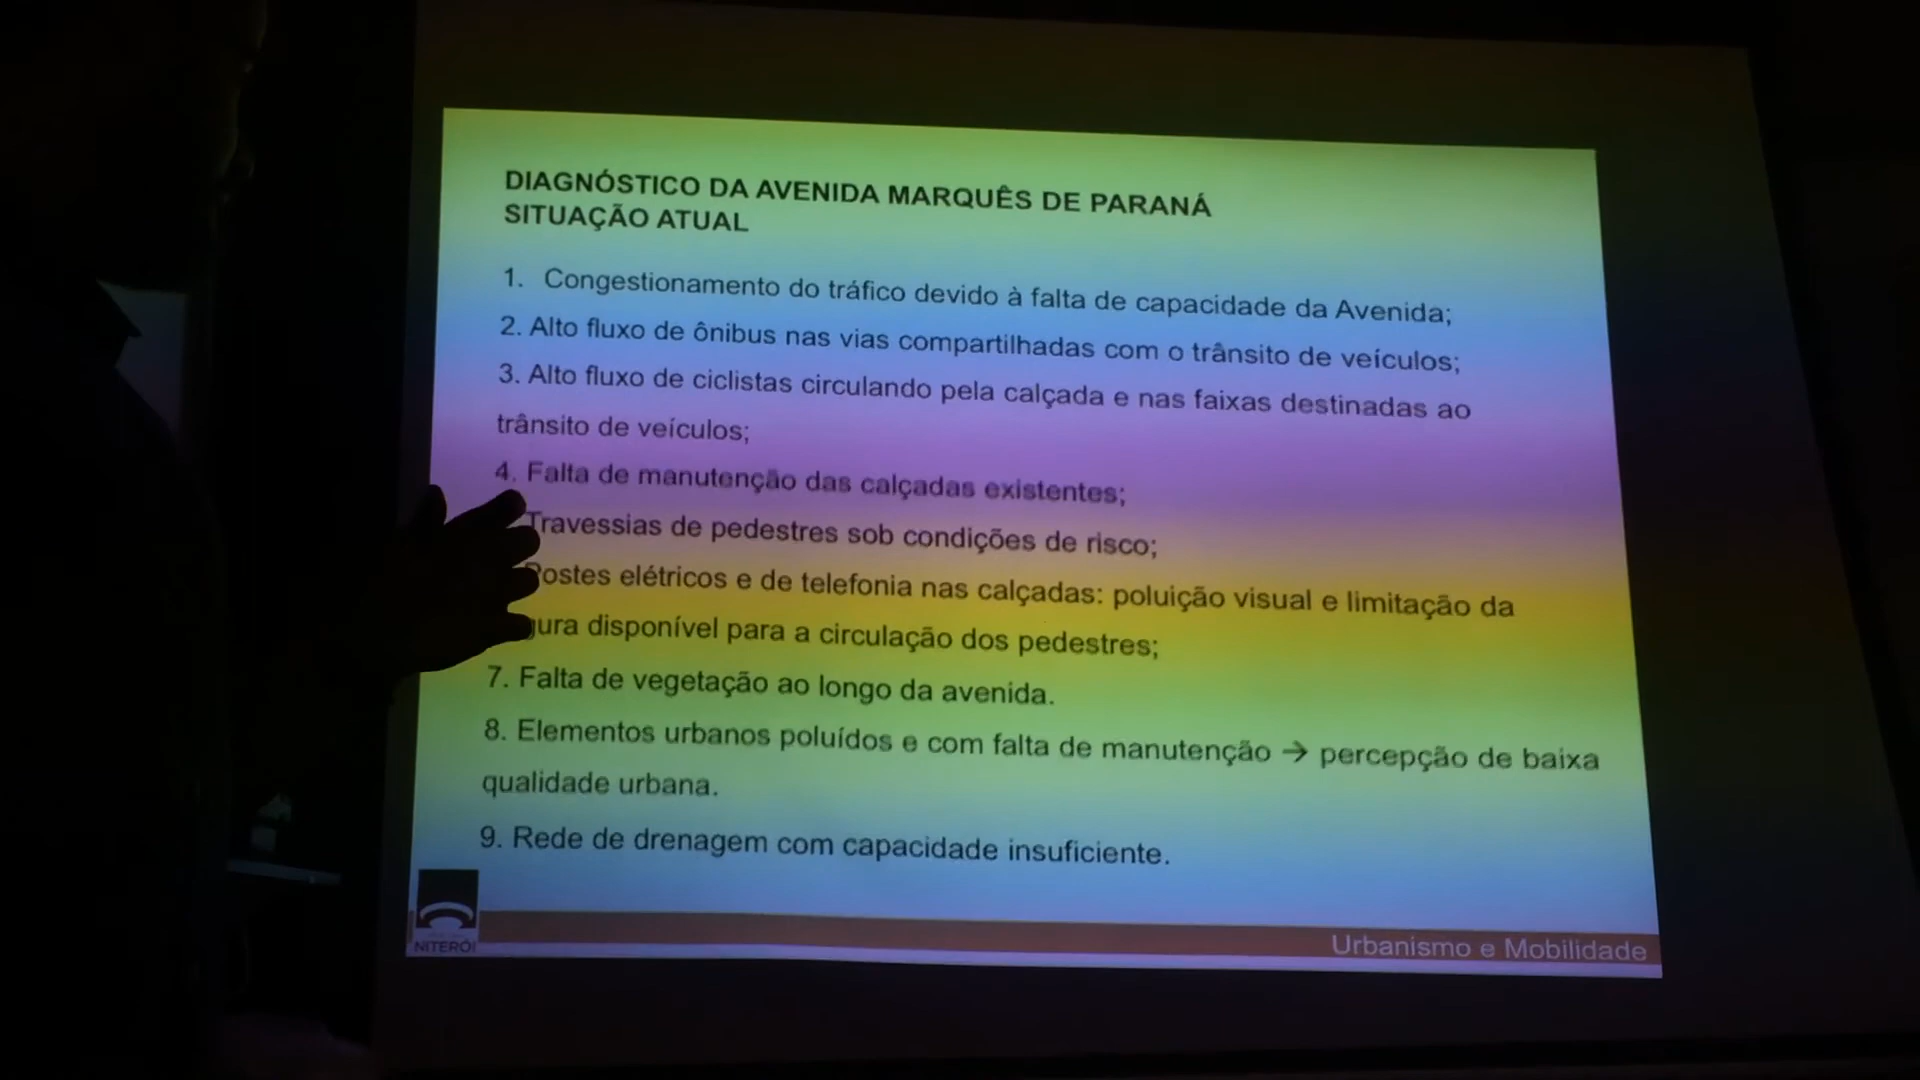 DIAGNÓSTICO DA AVENIDA MARQUÊS DE PARANÁ
SITUAÇÃO ATUAL
1. Congestionamento do tráfico devido à falta de capacidade da Avenida;
2. Alto fluxo de ônibus nas vias compartilhadas com o trânsito de veículos;
3. Alto fluxo de ciclistas circulando pela calçada e nas faixas destinadas ao
trânsito de veículos;
4. Falta de manutenção das calçadas existentes;
Travessias de pedestres sob condições de risco;
Postes elétricos e de telefonia nas calçadas: poluição visual e limitação da
disponível para a circulação dos pedestres;
7. Falta de vegetação ao longo da avenida.
8. Elementos urbanos poluídos e com falta de manutenção → percepção de baixa
qualidade urbana.
9. Rede de drenagem com capacidade insuficiente.
NITERÓI
Urbanismo e Mobilidade